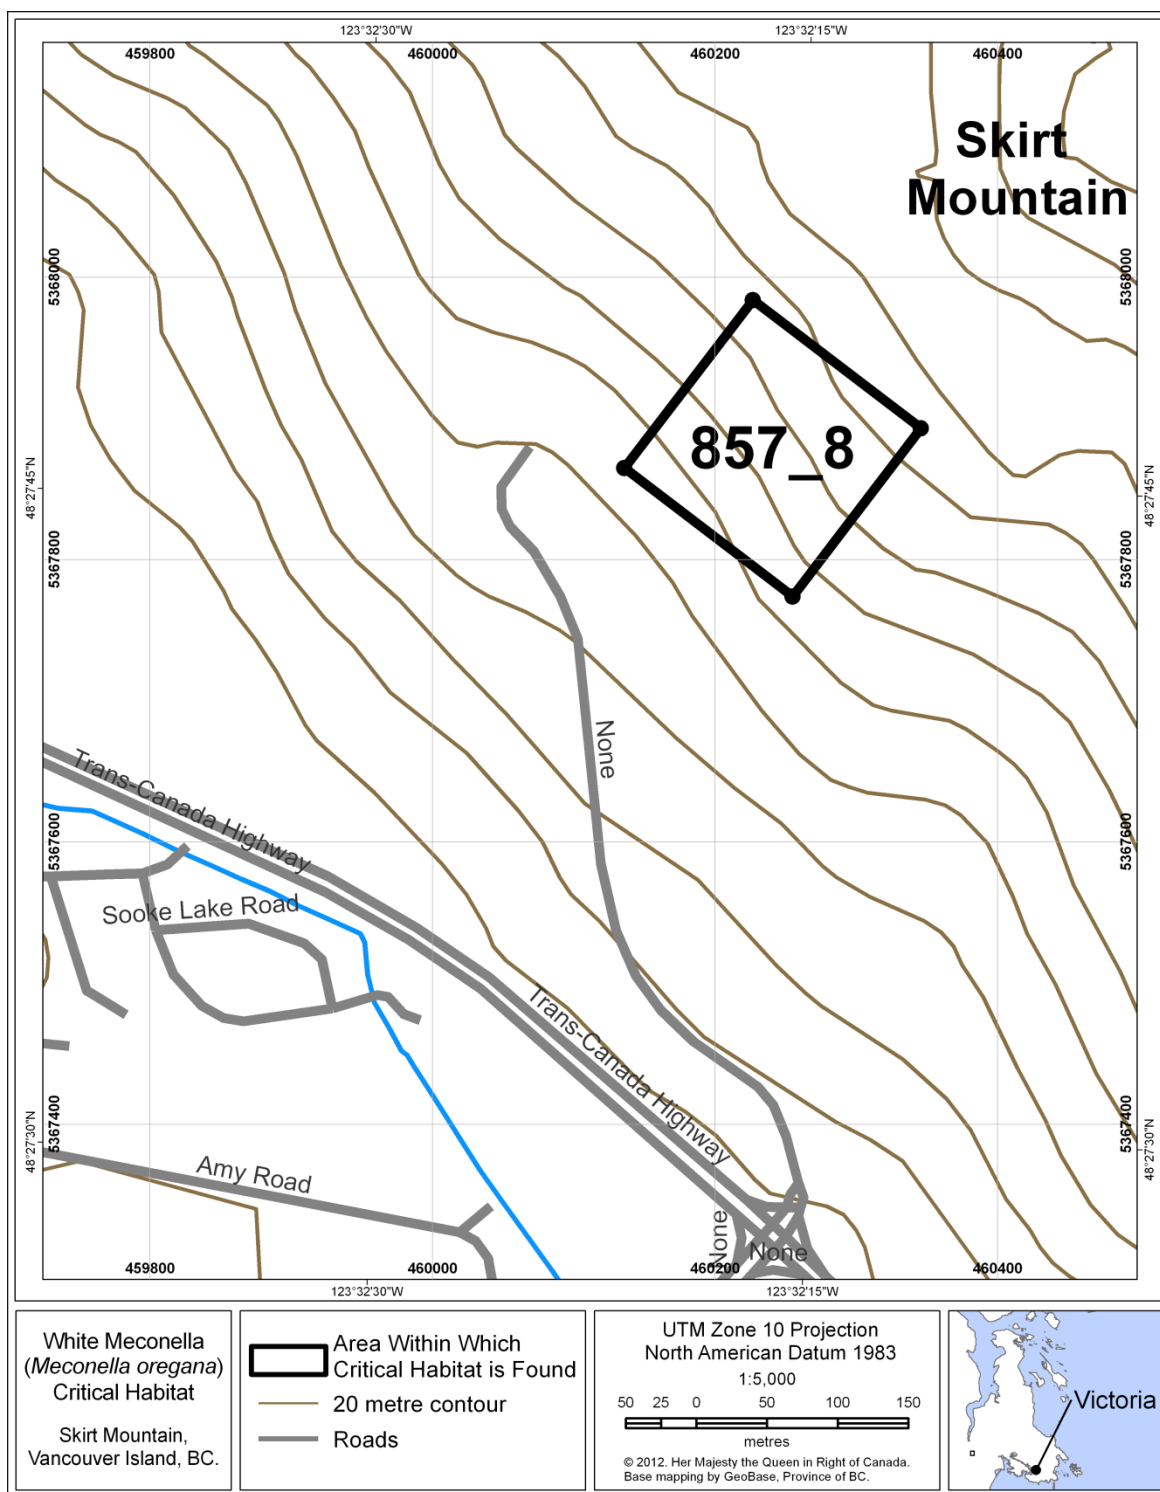 123°32'30"W
123°32'15"W
459800
460000
460200
460400
Skirt
Mountain
5368000
5368000
857_8
48°27'45"N
48°27'45"N
5367800
5367800
None
Trans-Canada Highway
5367600
5367600
Sooke Lake Road
Trans-Canada Highway
5367400
5367400
48°27'30"N
48°27'30"N
Amy Road
None
None
459800
460000
460200
460400
123°32'30"W
123°32'15"W
White Meconella
(Meconella oregana)
Critical Habitat
Skirt Mountain,
Vancouver Island, BC.
Area Within Which
Critical Habitat is Found
20 metre contour
Roads
UTM Zone 10 Projection
North American Datum 1983
1:5,000
50 25 0 50 100 150
metres
© 2012. Her Majesty the Queen in Right of Canada.
Base mapping by GeoBase, Province of BC.
Victoria